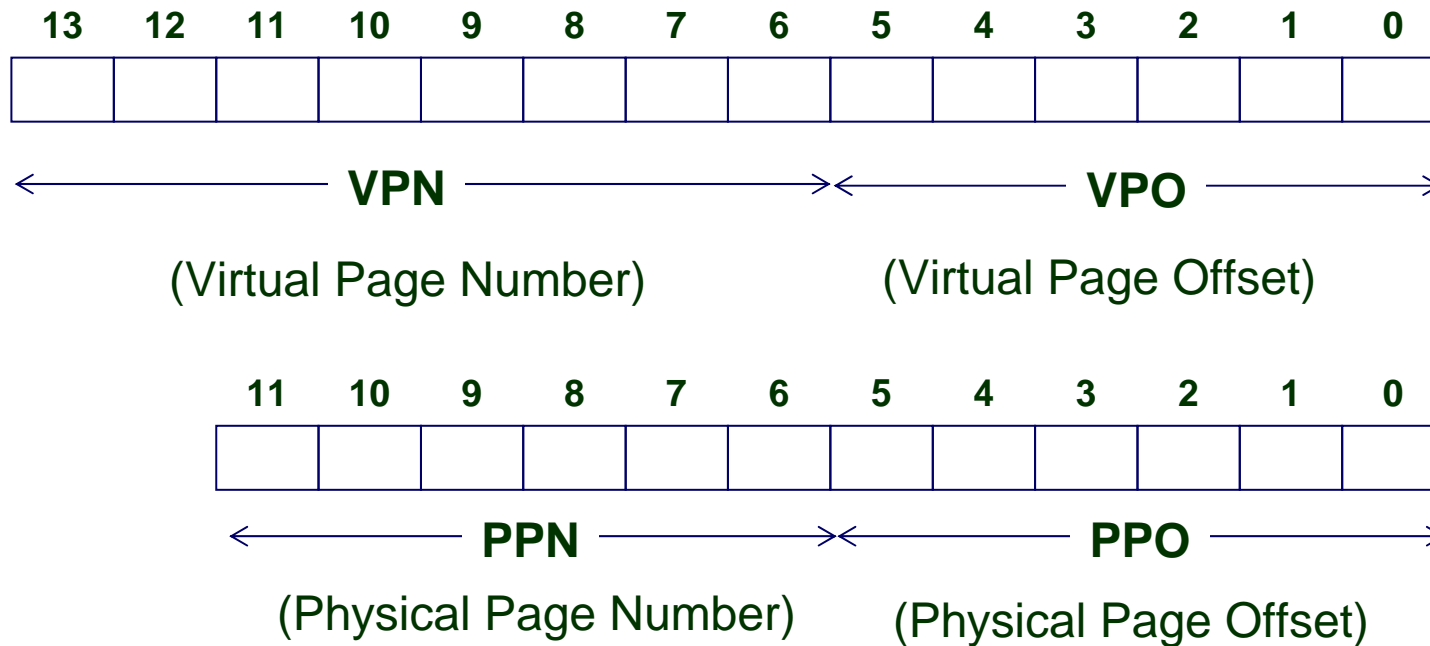 13 12 11 10 9 8 7 6 5 4 3 2 1 0
VPN VPO
(Virtual Page Number) (Virtual Page Offset)
11 10 9 8 7 6 5 4 3 2 1 0
PPN PPO
(Physical Page Number) (Physical Page Offset)